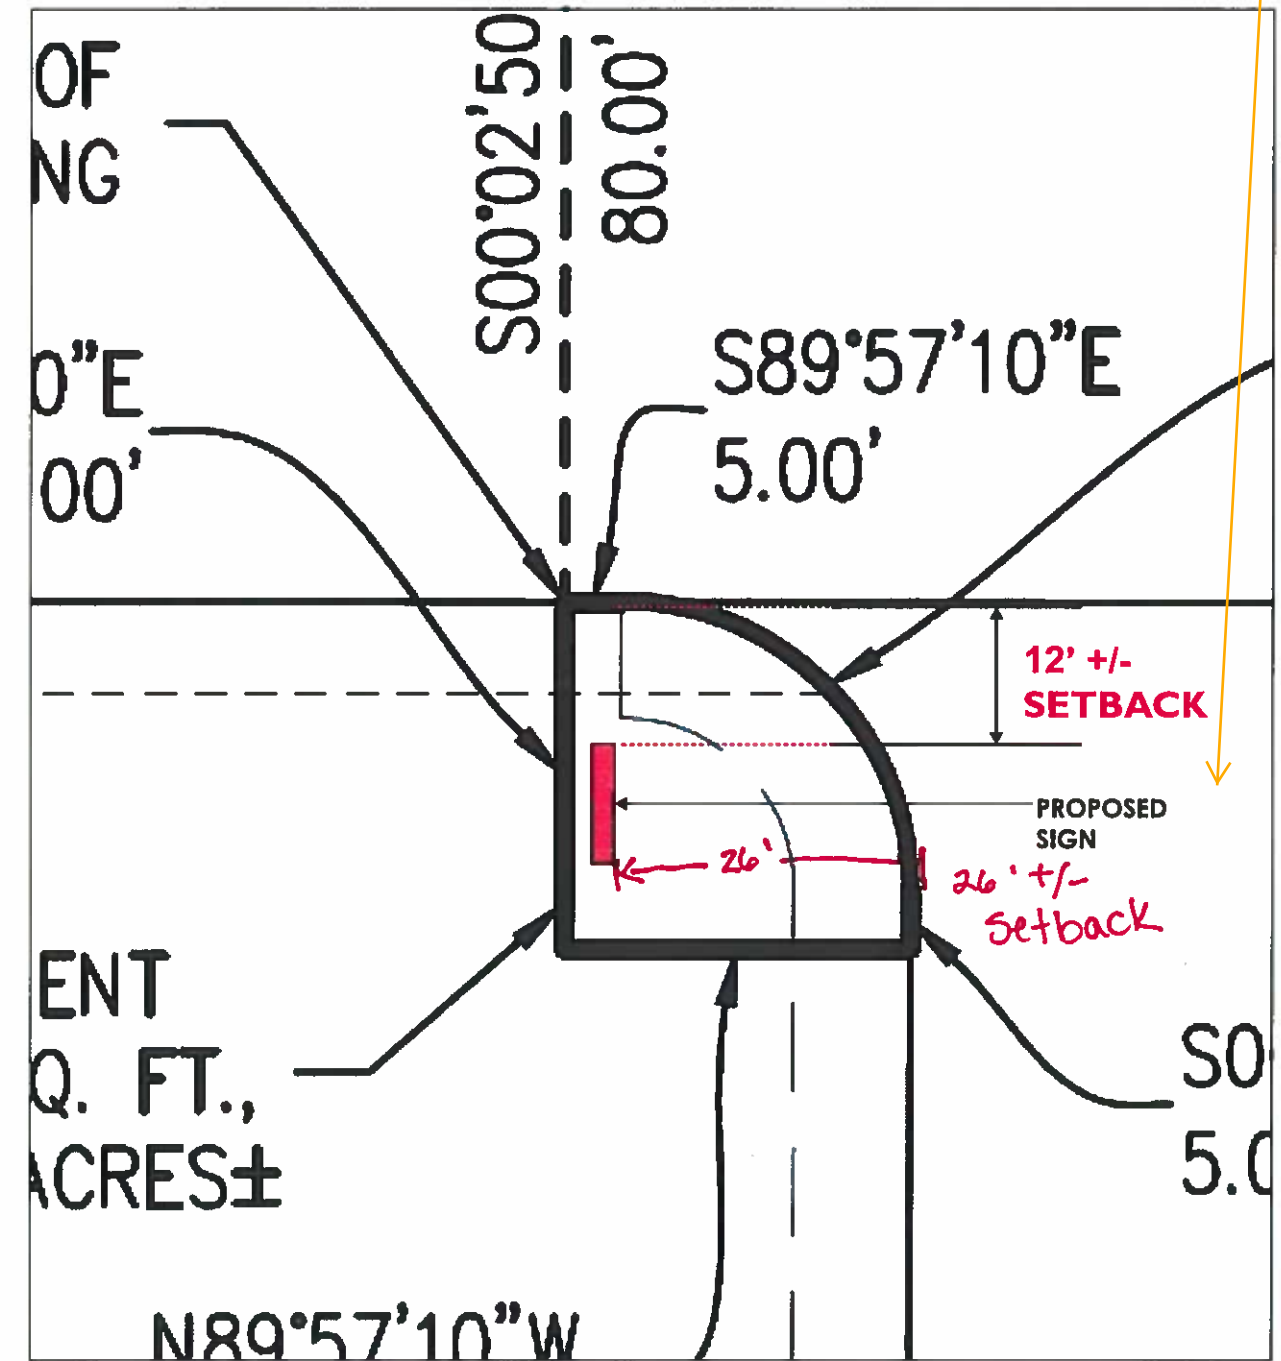 OF
NG
S00°02'50
80.00'
0"E
00'
S89°57'10"E
5.00'
12' +/-
SETBACK
PROPOSED
SIGN
26'
26' +/-
Setback
ENT
Q. FT.,
ACRES±
S0
5.0
N89°57'10"W